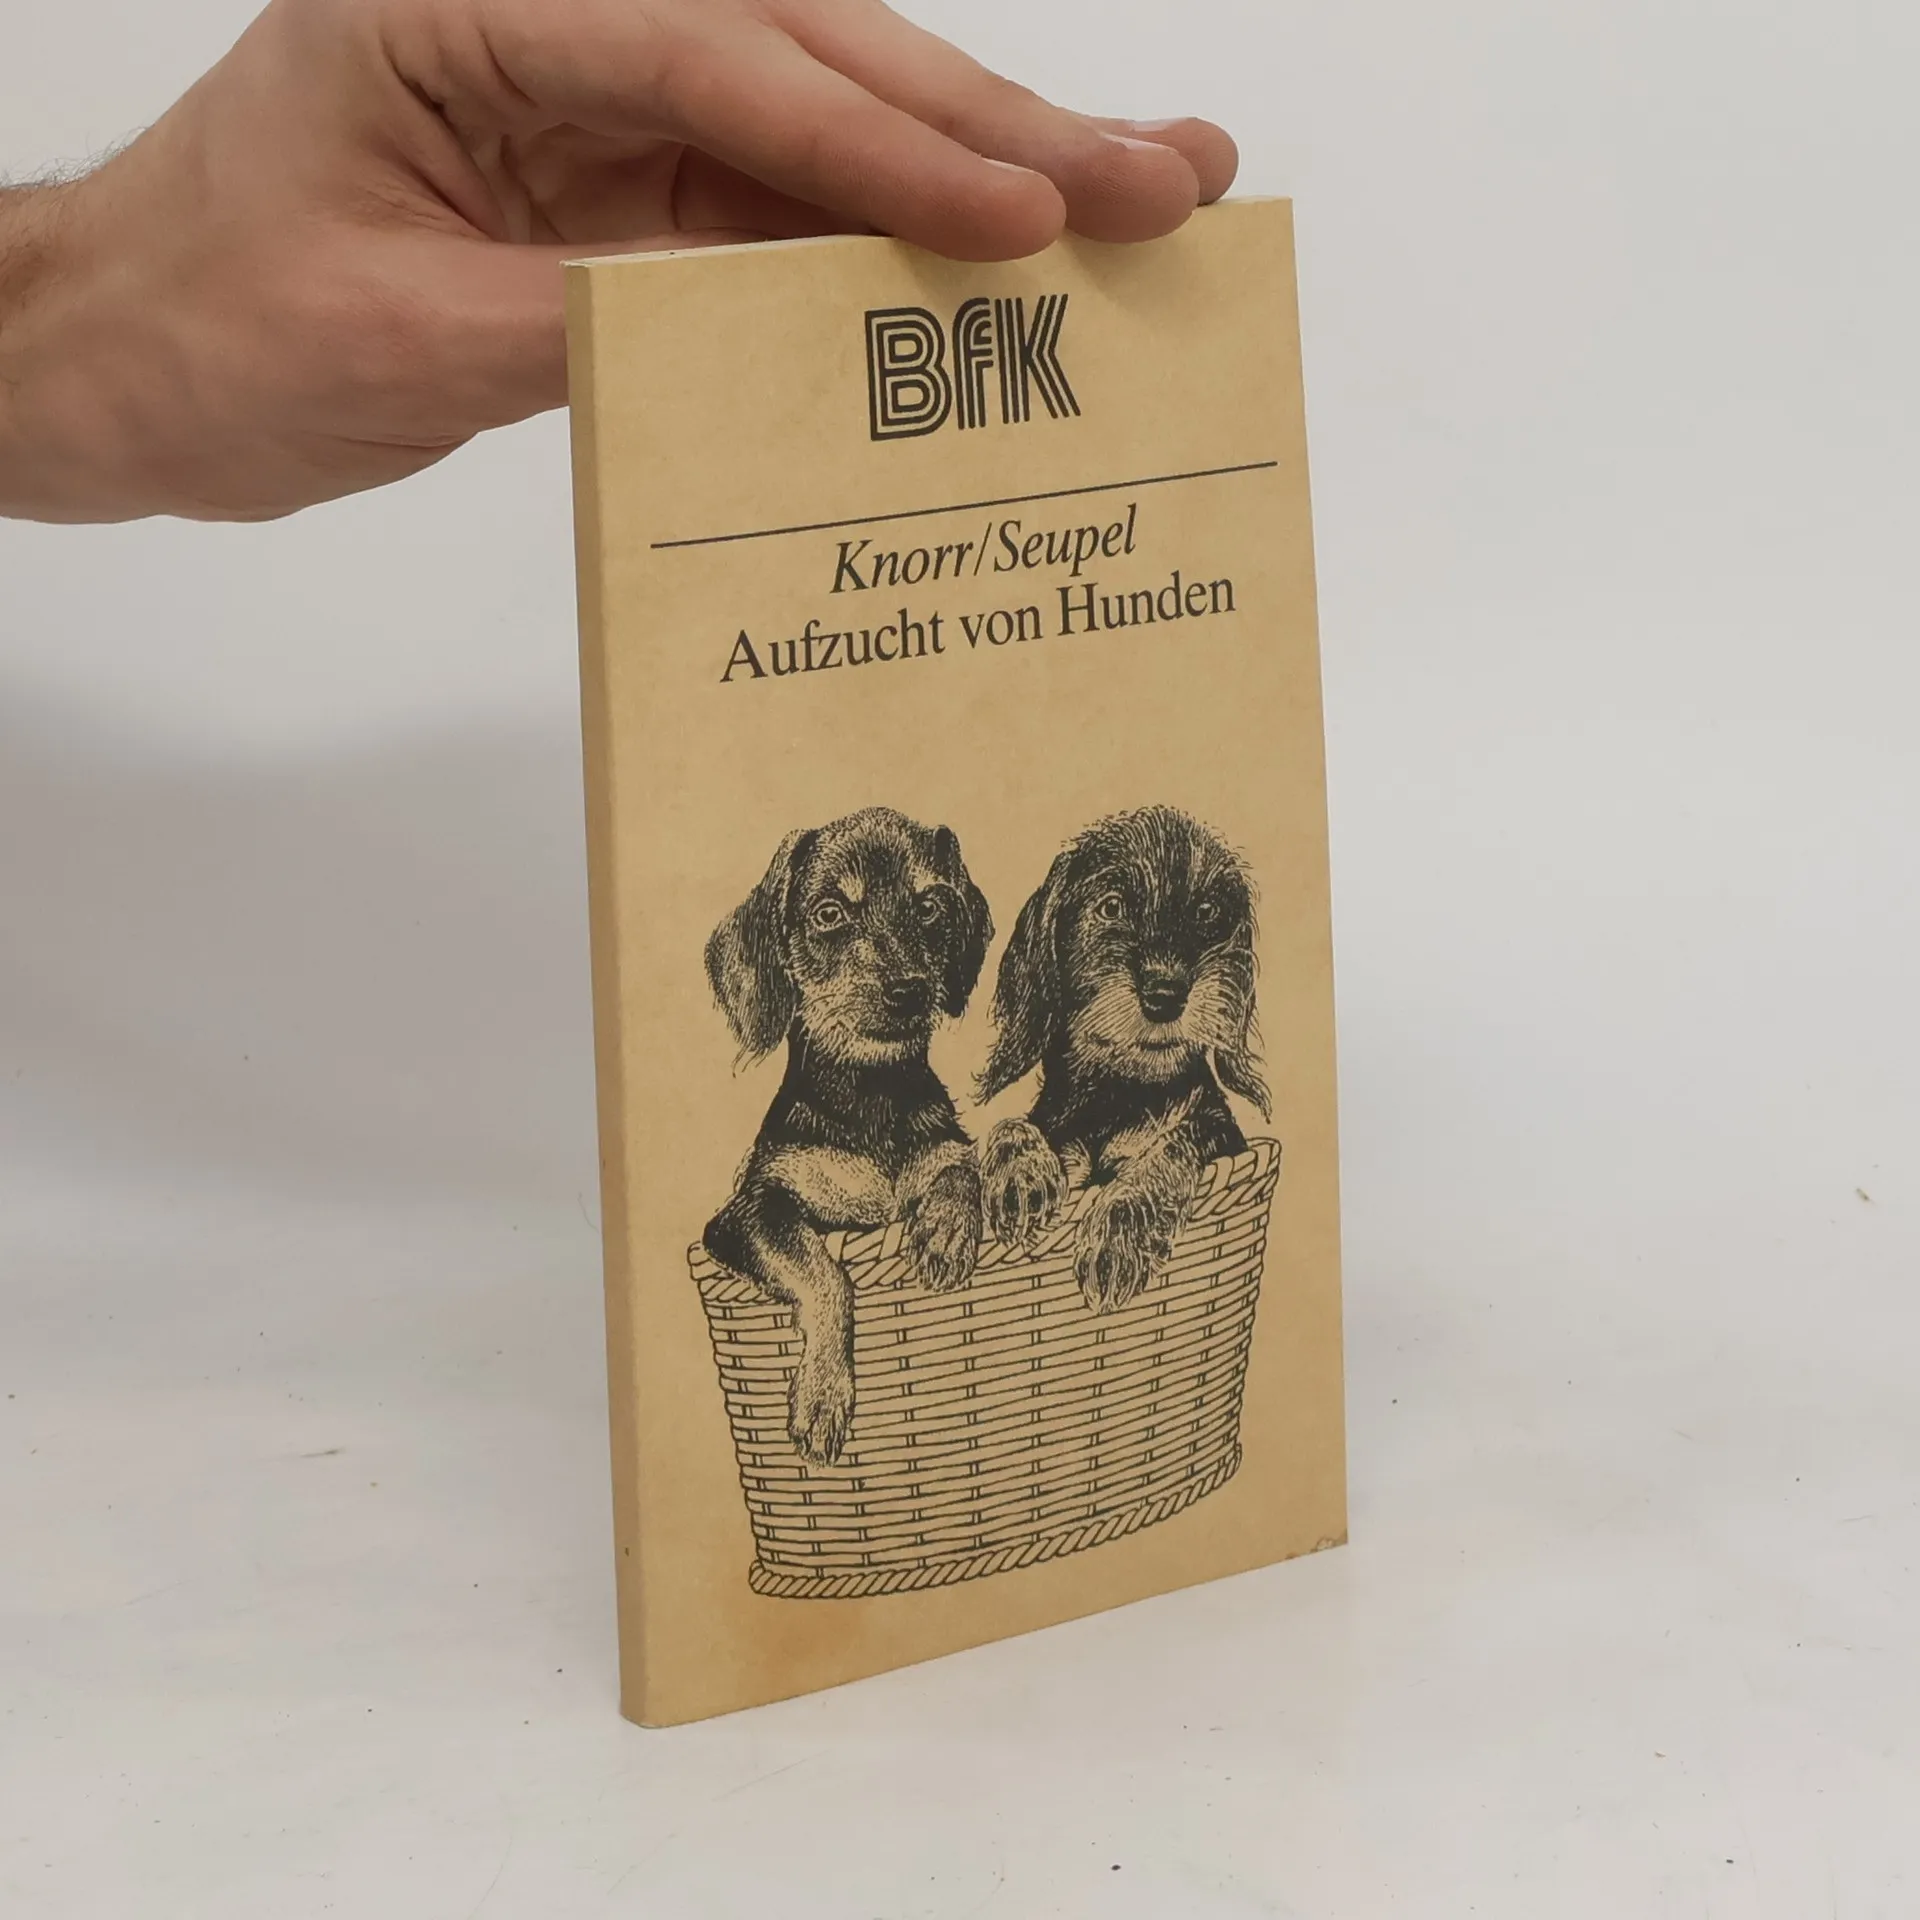 BfK
Knorr/Seupel
Aufzucht von Hunden